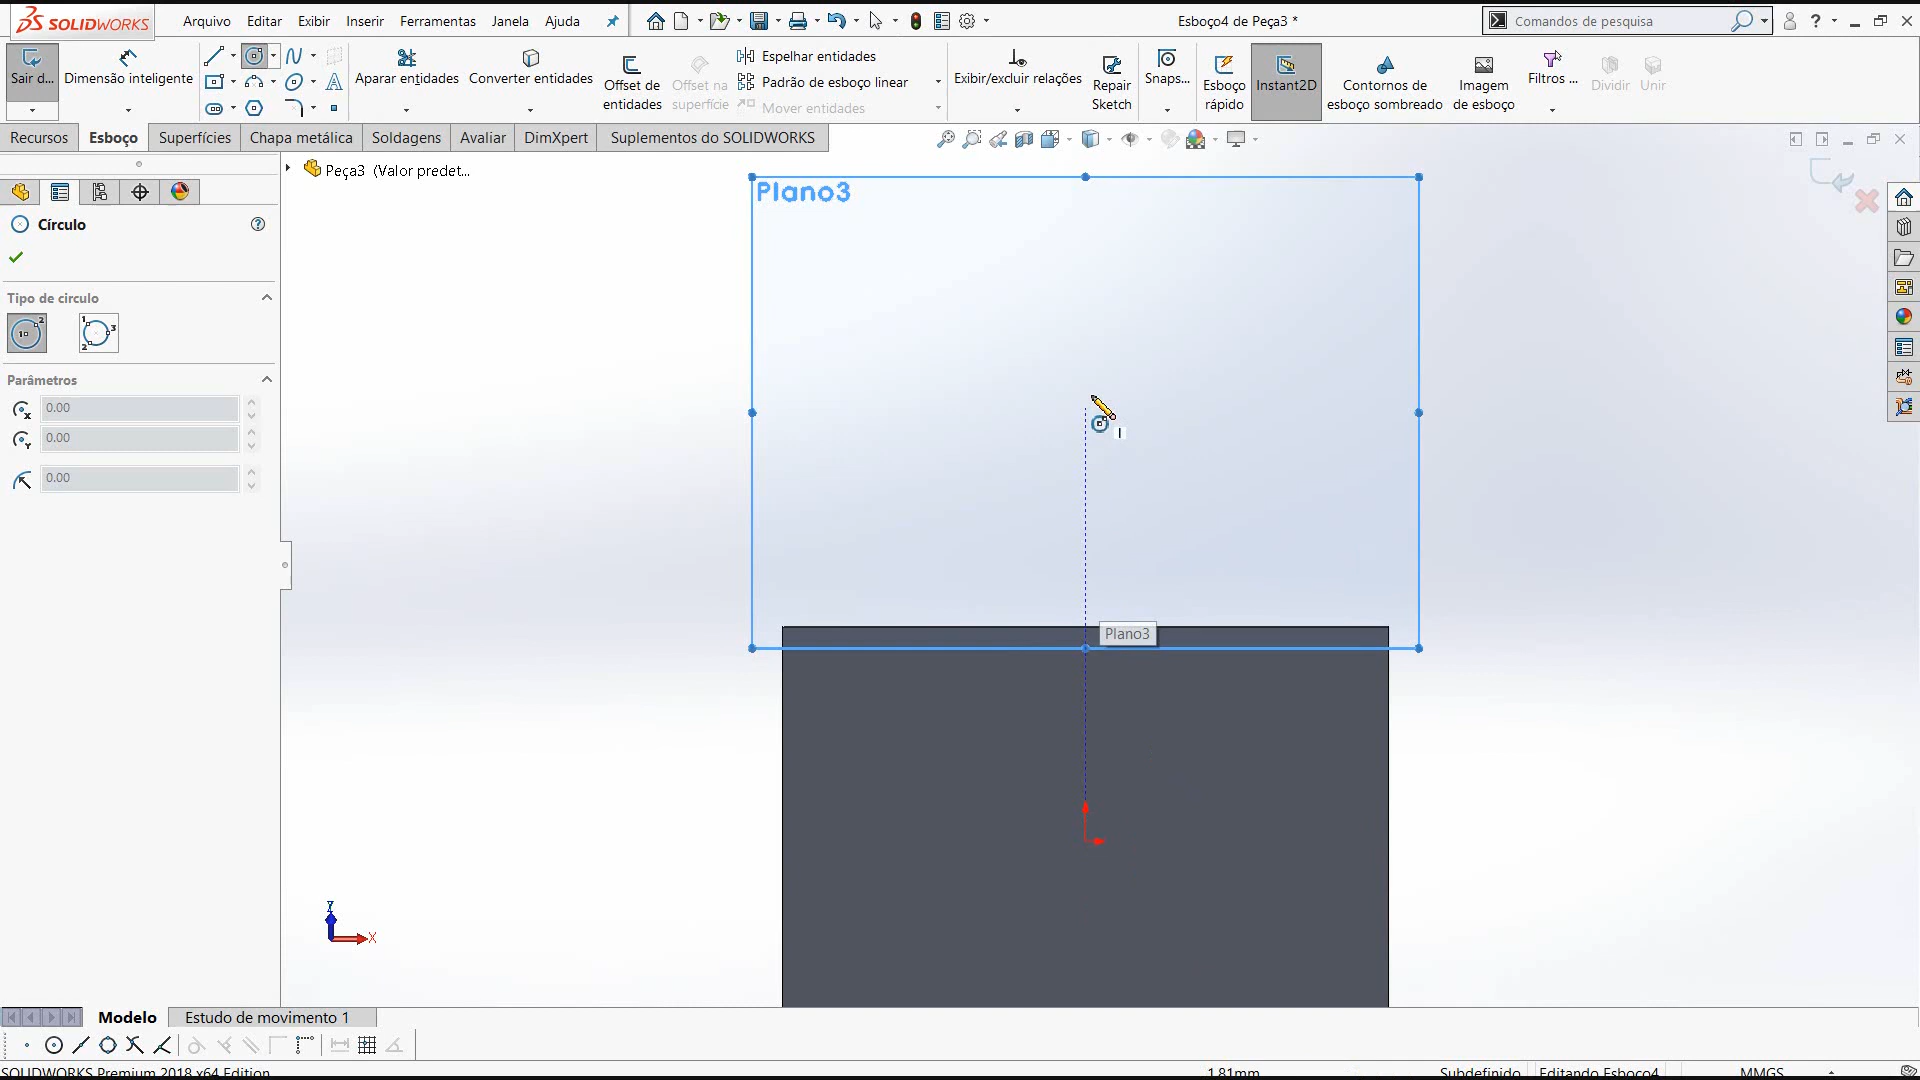 SOLIDWORKS
Arquivo Editar Exibir Inserir Ferramentas Janela Ajuda
Esboço4 de Peça3 *
Comandos de pesquisa
Sair d...
Dimensão inteligente
Aparar entidades
Converter entidades
Offset de entidades
Offset na superfície
Espelhar entidades
Padrão de esboço linear
Mover entidades
Exibir/excluir relações
Repair Sketch
Snaps...
Esboço rápido
Instant2D
Contornos de esboço sombreado
Imagem de esboço
Filtros ...
Dividir
Unir
Recursos Esboço Superfícies Chapa metálica Soldagens Avaliar DimXpert Suplementos do SOLIDWORKS
Peça3 (Valor predet...
Círculo
Tipo de círculo
Parâmetros
0.00
0.00
0.00
Plano3
Plano3
Z
X
Modelo Estudo de movimento 1
SOLIDWORKS Premium 2018 x64 Edition
1.81mm Subdefinido Editando Esboço4 MMGS